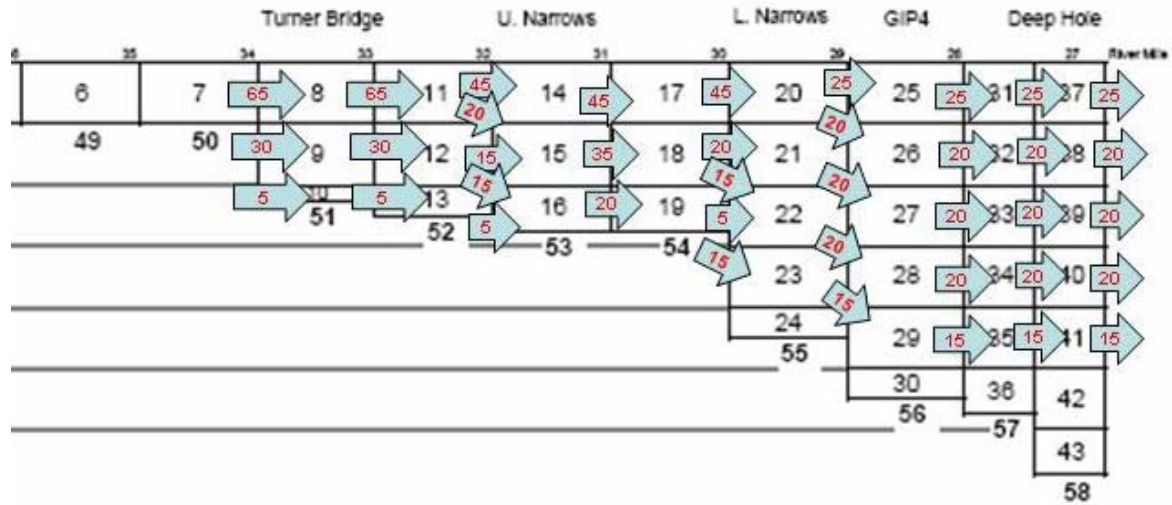 Turner Bridge U. Narrows L. Narrows GIP4 Deep Hole
35 34 33 32 31 30 29 28 27 River Mile
6 7 65 8 65 11 45 14 45 17 45 20 25 25 25 31 25 37 25
20 20
49 50 30 9 30 12 15 15 35 18 20 21 26 20 32 20 38 20
15 15 20
5 10 5 13 16 20 19 5 22 27 20 33 20 39 20
51 52 5 53 54 15 23 20 28 20 34 20 40 20
15
24 29 15 35 15 41 15
55 30 36 42
56 57
43
58